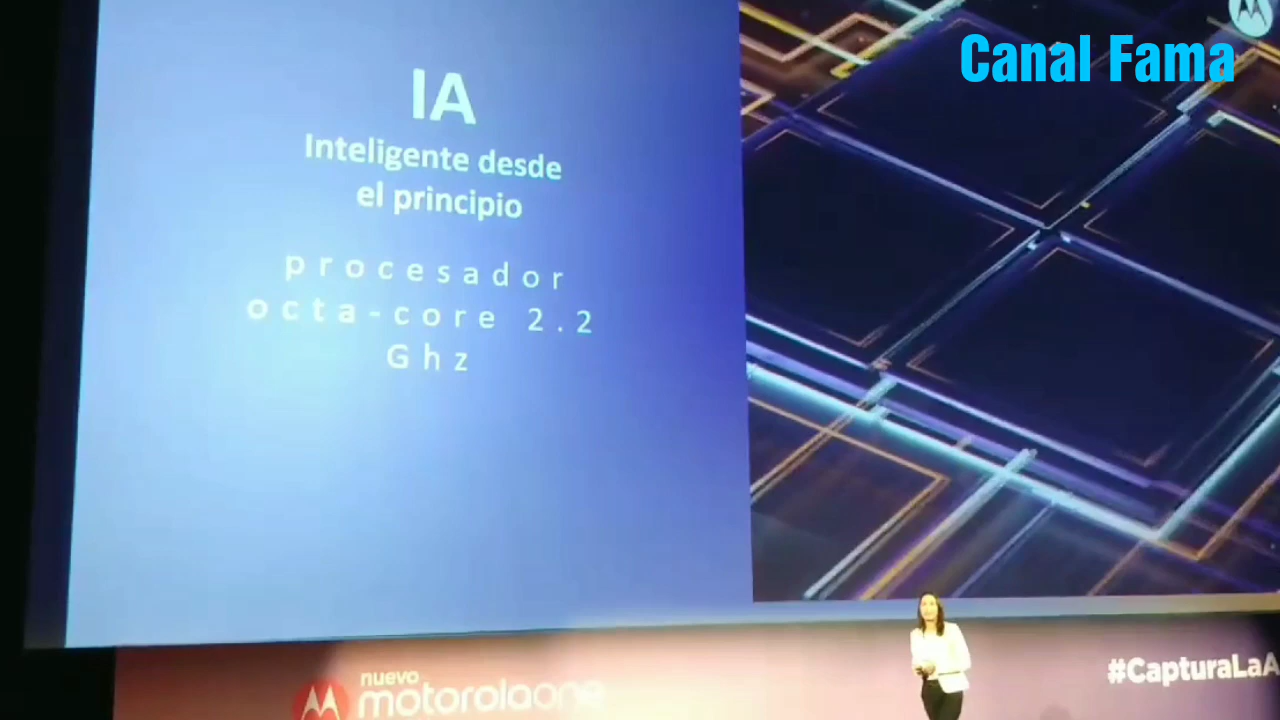 Canal Fama
IA
Inteligente desde
el principio
procesador
octa-core 2.2
Ghz
nuevo
motorolaone
#CapturaLaA